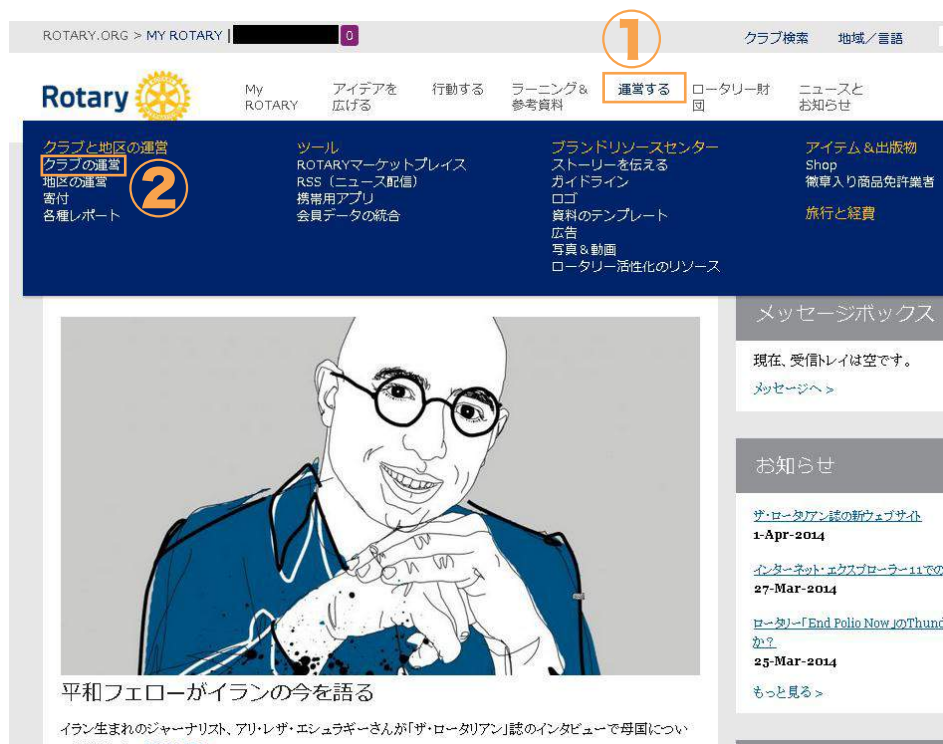 ROTARY.ORG > MY ROTARY | 0
クラブ検索 地域/言語
①
Rotary
My ROTARY
アイデアを広げる
行動する
ラーニング&参考資料
運営する
ロータリー財団
ニュースとお知らせ
クラブと地区の運営
クラブの運営
②
地区の運営
寄付
各種レポート
ツール
ROTARYマーケットプレイス
RSS(ニュース配信)
携帯用アプリ
会員データの統合
ブランドリソースセンター
ストーリーを伝える
ガイドライン
ロゴ
資料のテンプレート
広告
写真&動画
ロータリー活性化のリソース
アイテム&出版物
Shop
徽章入り商品免許業者
旅行と経費
メッセージボックス
現在、受信トレイは空です。
メッセージへ >
お知らせ
ザ・ロータリアン誌の新ウェブサイト
1-Apr-2014
インターネット・エクスプローラー11での
27-Mar-2014
ロータリー「End Polio Now」のThund
か?
25-Mar-2014
もっと見る >
平和フェローがイランの今を語る
イラン生まれのジャーナリスト、アリ・レザ・エシュラギーさんが「ザ・ロータリアン」誌のインタビューで母国につい